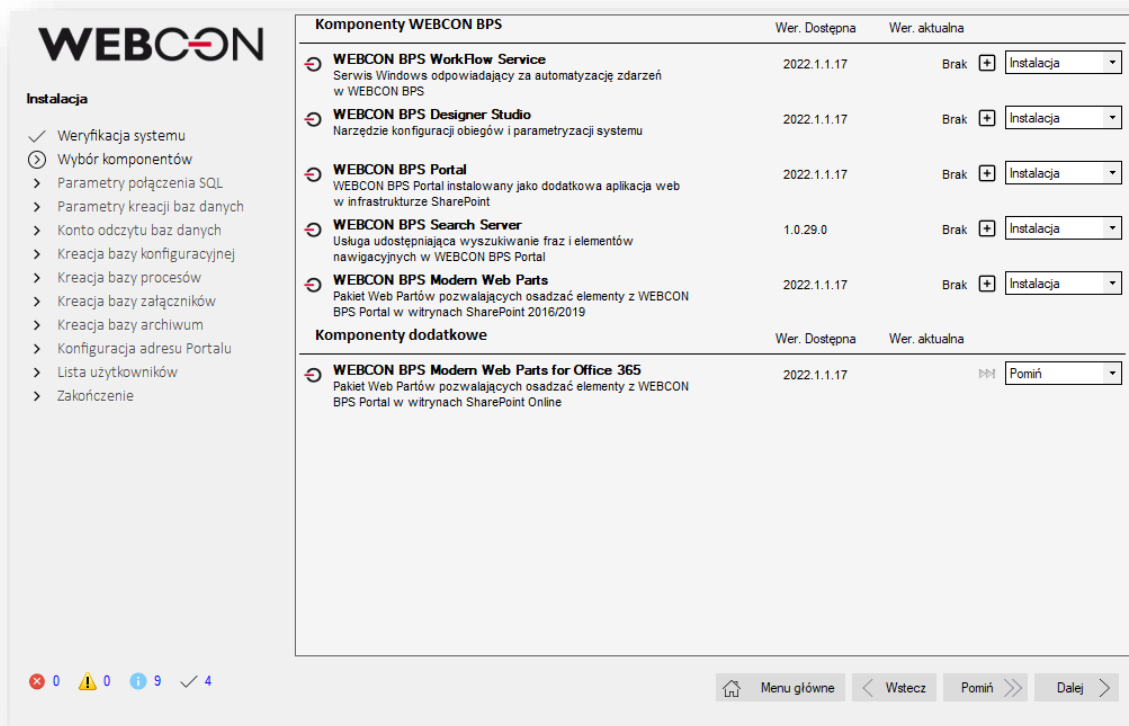 WEBCON
Instalacja
Weryfikacja systemu
Wybór komponentów
Parametry połączenia SQL
Parametry kreacji baz danych
Konto odczytu baz danych
Kreacja bazy konfiguracyjnej
Kreacja bazy procesów
Kreacja bazy załączników
Kreacja bazy archiwum
Konfiguracja adresu Portalu
Lista użytkowników
Zakończenie
Komponenty WEBCON BPS Wer. Dostępna Wer. aktualna
WEBCON BPS WorkFlow Service 2022.1.1.17 Brak Instalacja
Serwis Windows odpowiadający za automatyzację zdarzeń
w WEBCON BPS
WEBCON BPS Designer Studio 2022.1.1.17 Brak Instalacja
Narzędzie konfiguracji obiegów i parametryzacji systemu
WEBCON BPS Portal 2022.1.1.17 Brak Instalacja
WEBCON BPS Portal instalowany jako dodatkowa aplikacja web
w infrastrukturze SharePoint
WEBCON BPS Search Server 1.0.29.0 Brak Instalacja
Usługa udostępniająca wyszukiwanie fraz i elementów
nawigacyjnych w WEBCON BPS Portal
WEBCON BPS Modern Web Parts 2022.1.1.17 Brak Instalacja
Pakiet Web Partów pozwalających osadzać elementy z WEBCON
BPS Portal w witrynach SharePoint 2016/2019
Komponenty dodatkowe Wer. Dostępna Wer. aktualna
WEBCON BPS Modern Web Parts for Office 365 2022.1.1.17 Pomiń
Pakiet Web Partów pozwalających osadzać elementy z WEBCON
BPS Portal w witrynach SharePoint Online
0 0 9 4
Menu główne Wstecz Pomiń Dalej